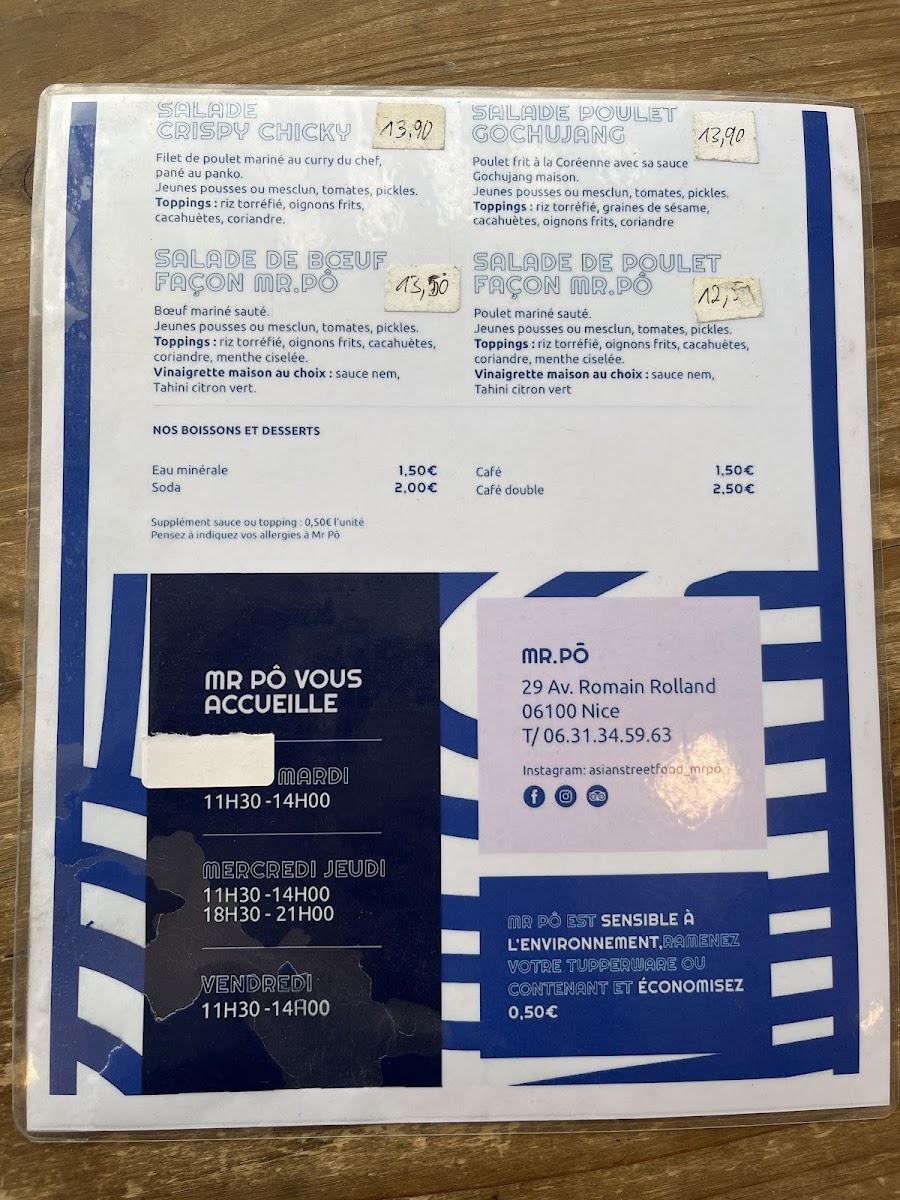 SALADE
CRISPY CHICKY
13,90
Filet de poulet mariné au curry du chef,
pané au panko.
Jeunes pousses ou mesclun, tomates, pickles.
Toppings : riz torréfié, oignons frits,
cacahuètes, coriandre.
SALADE POULET
GOCHUJANG
13,90
Poulet frit à la Coréenne avec sa sauce
Gochujang maison.
Jeunes pousses ou mesclun, tomates, pickles.
Toppings : riz torréfié, graines de sésame,
cacahuètes, oignons frits, coriandre
SALADE DE BŒUF
FAÇON MR.PÔ
13,50
Bœuf mariné sauté.
Jeunes pousses ou mesclun, tomates, pickles.
Toppings : riz torréfié, oignons frits, cacahuètes,
coriandre, menthe ciselée.
Vinaigrette maison au choix : sauce nem,
Tahini citron vert.
SALADE DE POULET
FAÇON MR.PÔ
Poulet mariné sauté.
Jeunes pousses ou mesclun, tomates, pickles.
Toppings : riz torréfié, oignons frits, cacahuètes,
coriandre, menthe ciselée.
Vinaigrette maison au choix : sauce nem,
Tahini citron vert
NOS BOISSONS ET DESSERTS
Eau minérale 1,50€
Soda 2,00€
Café 1,50€
Café double 2,50€
Supplément sauce ou topping : 0,50€ l'unité
Pensez à indiquez vos allergies à Mr Pô
MR PÔ VOUS
ACCUEILLE
MARDI
11H30 -14H00
MERCREDI JEUDI
11H30 -14H00
18H30 - 21H00
VENDREDI
11H30 -14H00
MR.PŌ
29 Av. Romain Rolland
06100 Nice
T/ 06.31.34.59.63
Instagram: asianstreetfood_mrpo
MR PÔ EST SENSIBLE À
L'ENVIRONNEMENT,RAMENEZ
VOTRE TUPPERWARE OU
CONTENANT ET ÉCONOMISEZ
0,50€